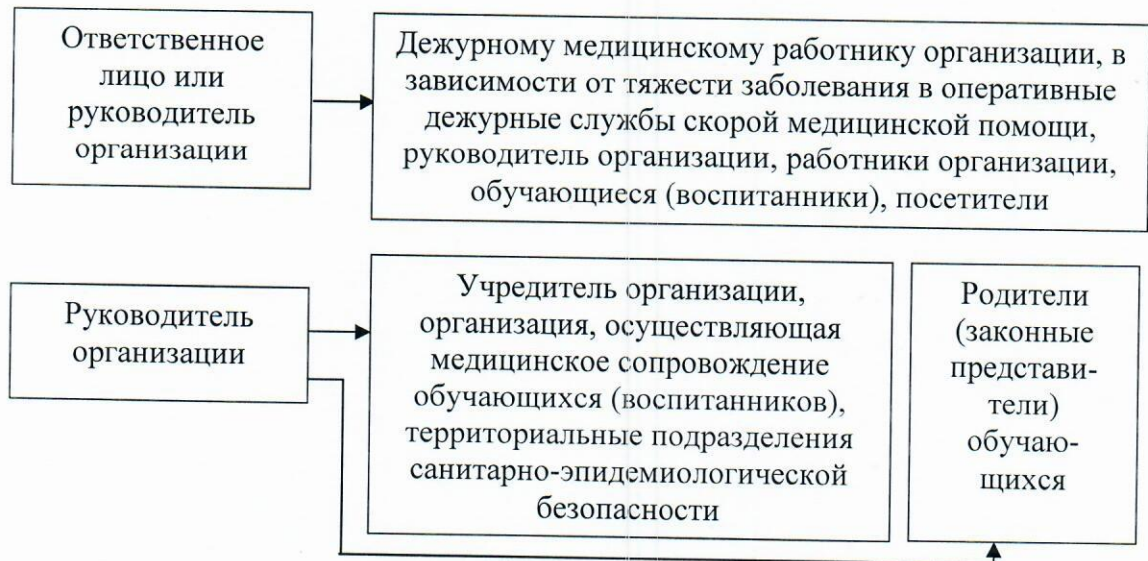 Ответственное
лицо или
руководитель
организации
Дежурному медицинскому работнику организации, в
зависимости от тяжести заболевания в оперативные
дежурные службы скорой медицинской помощи,
руководитель организации, работники организации,
обучающиеся (воспитанники), посетители
Руководитель
организации
Учредитель организации,
организация, осуществляющая
медицинское сопровождение
обучающихся (воспитанников),
территориальные подразделения
санитарно-эпидемиологической
безопасности
Родители
(законные
представи-
тели)
обучаю-
щихся